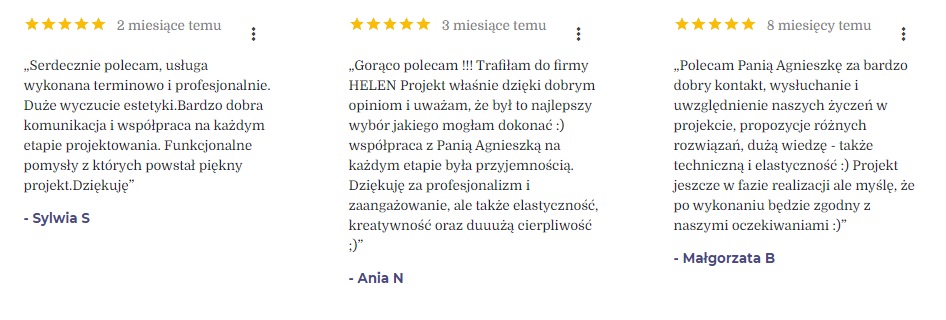 2 miesiące temu
„Serdecznie polecam, usługa
wykonana terminowo i profesjonalnie.
Duże wyczucie estetyki.Bardzo dobra
komunikacja i współpraca na każdym
etapie projektowania. Funkcjonalne
pomysły z których powstał piękny
projekt.Dziękuję”
- Sylwia S
3 miesiące temu
„Gorąco polecam !!! Trafiłam do firmy
HELEN Projekt właśnie dzięki dobrym
opiniom i uważam, że był to najlepszy
wybór jakiego mogłam dokonać :)
współpraca z Panią Agnieszką na
każdym etapie była przyjemnością.
Dziękuję za profesjonalizm i
zaangażowanie, ale także elastyczność,
kreatywność oraz duuużą cierpliwość
;)”
- Ania N
8 miesięcy temu
„Polecam Panią Agnieszkę za bardzo
dobry kontakt, wysłuchanie i
uwzględnienie naszych życzeń w
projekcie, propozycje różnych
rozwiązań, dużą wiedzę - także
techniczną i elastyczność :) Projekt
jeszcze w fazie realizacji ale myślę, że
po wykonaniu będzie zgodny z
naszymi oczekiwaniami :)”
- Małgorzata B